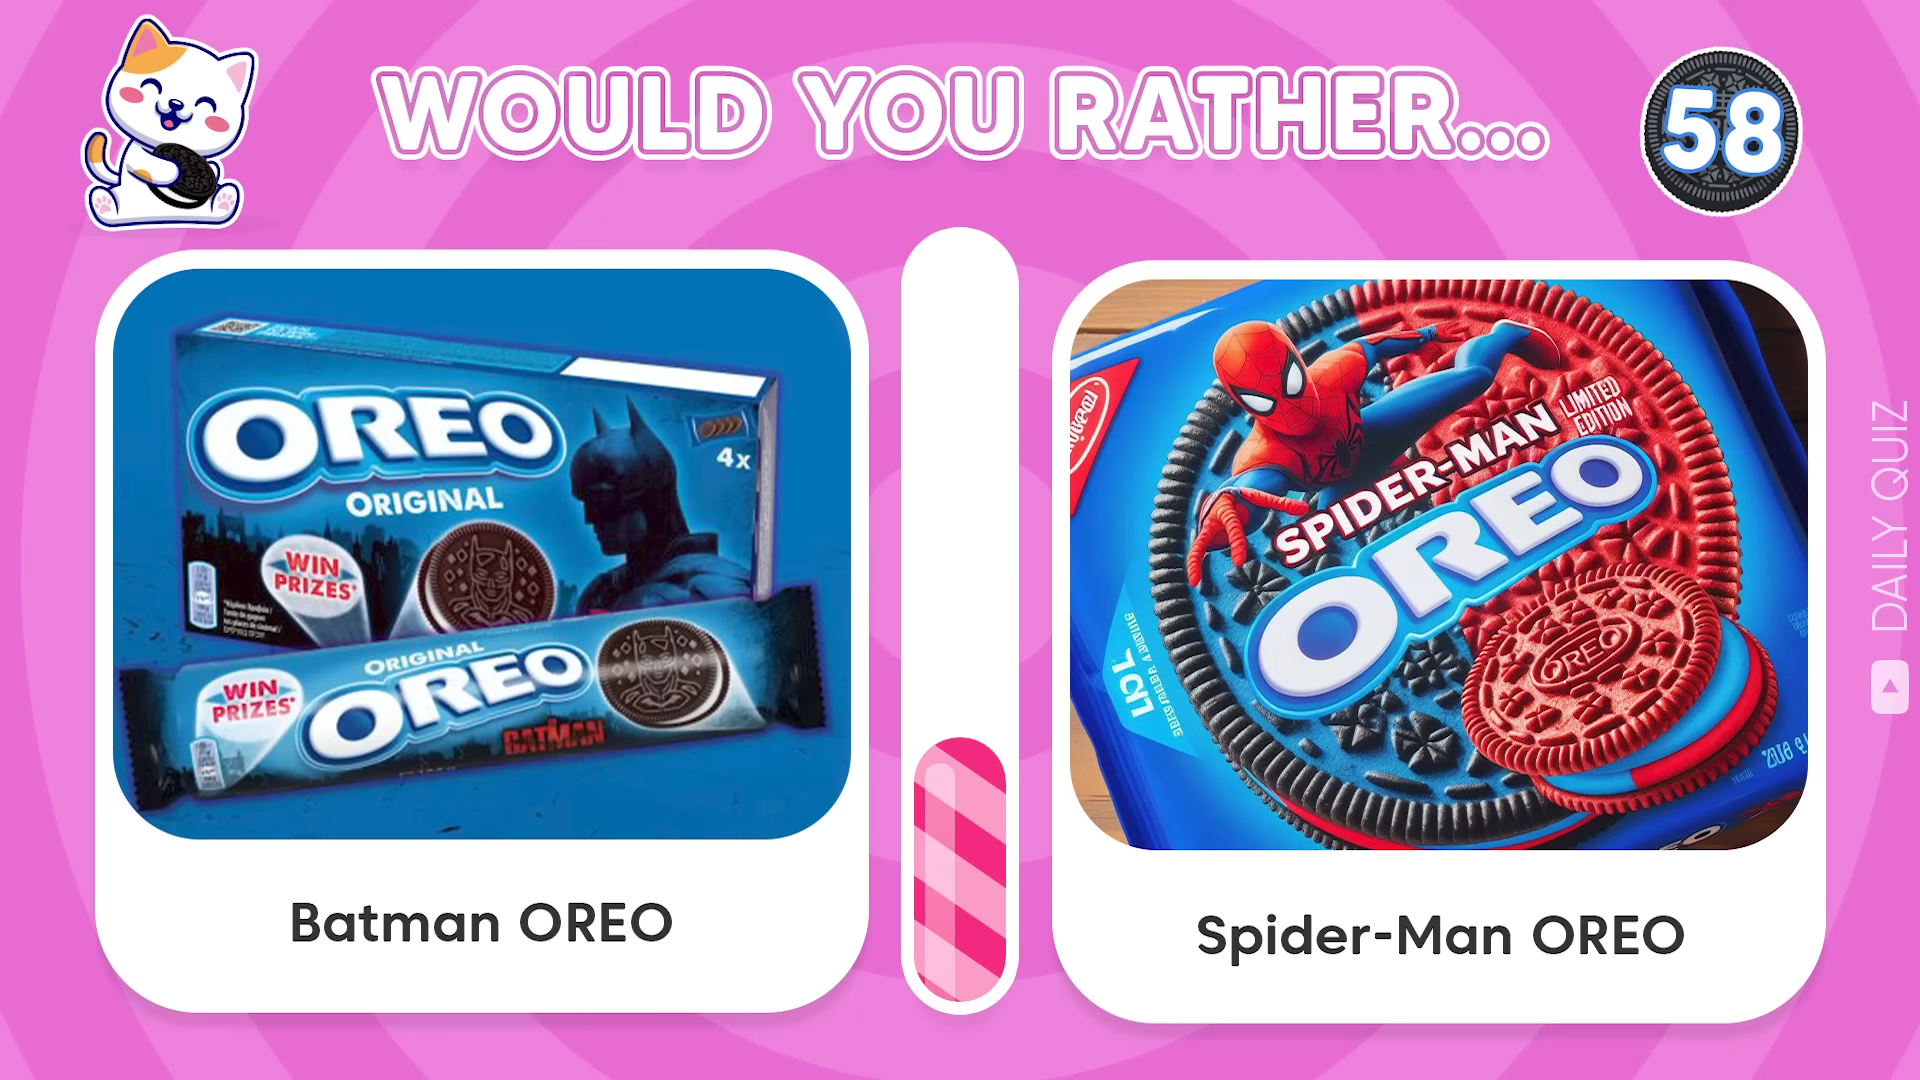 WOULD YOU RATHER...
58
OREO
ORIGINAL
4x
WIN
PRIZES*
ORIGINAL
OREO
WIN
PRIZES*
BATMAN
Batman OREO
LIMITED
EDITION
SPIDER-MAN
OREO
OREO
Spider-Man OREO
DAILY QUIZ